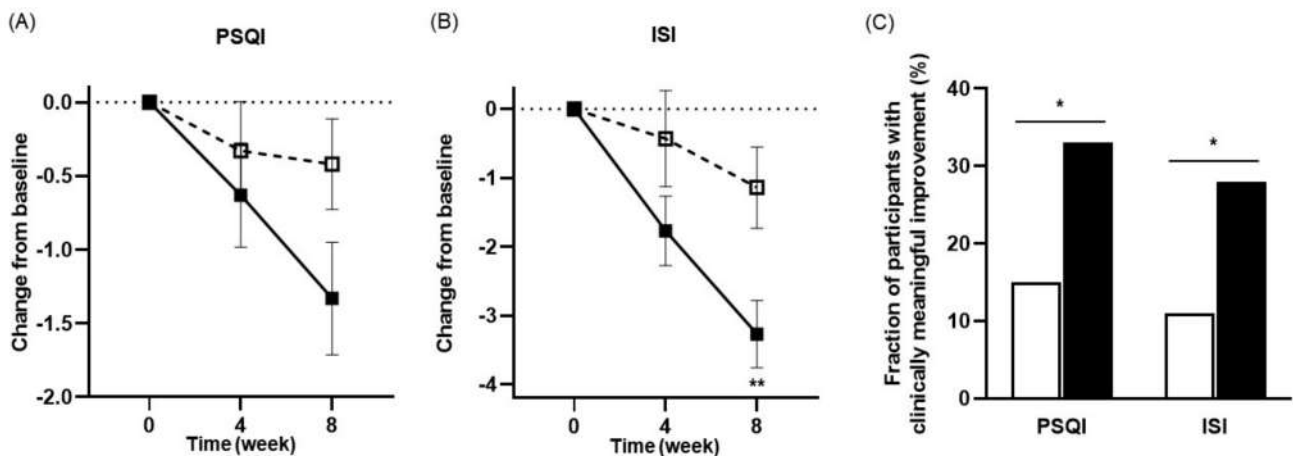 (A)
PSQI
Change from baseline
0.0
-0.5
-1.0
-1.5
-2.0
0
4
8
Time (week)
(B)
ISI
Change from baseline
0
-1
-2
-3
-4
**
0
4
8
Time (week)
(C)
Fraction of participants with
clinically meaningful improvement (%)
40
30
20
10
0
*
*
PSQI
ISI